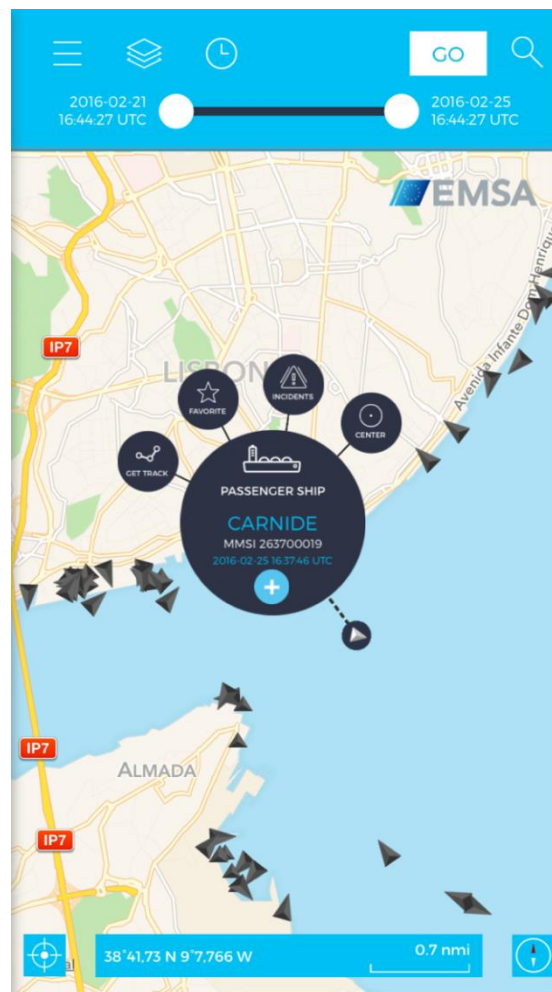 GO
2016-02-21
16:44:27 UTC
2016-02-25
16:44:27 UTC
EMSA
Avenida Infante Dom Henrique
IP7
LISBON
INCIDENTS
FAVORITE
CENTER
GET TRACK
PASSENGER SHIP
CARNIDE
MMSI 263700019
2016-02-25 16:37:46 UTC
IP7
ALMADA
IP7
38°41,73 N 9°7,766 W
0.7 nmi